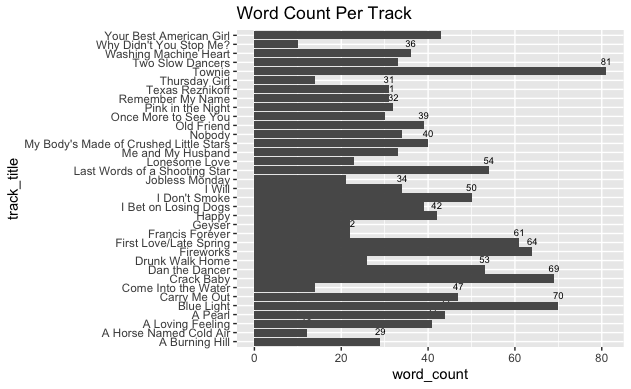 Word Count Per Track
Your Best American Girl
Why Didn't You Stop Me?
36
Washing Machine Heart
Two Slow Dancers
81
Townie
Thursday Girl
31
Texas Reznikoff
Remember My Name
32
Pink in the Night
Once More to See You
39
Old Friend
Nobody
40
My Body's Made of Crushed Little Stars
Me and My Husband
Lonesome Love
54
Last Words of a Shooting Star
Jobless Monday
34
I Will
50
I Don't Smoke
I Bet on Losing Dogs
42
Happy
Geyser
Francis Forever
61
First Love/Late Spring
64
Fireworks
Drunk Walk Home
53
Dan the Dancer
69
Crack Baby
Come Into the Water
47
Carry Me Out
70
Blue Light
A Pearl
A Loving Feeling
A Horse Named Cold Air
29
A Burning Hill
track_title
0 20 40 60 80
word_count